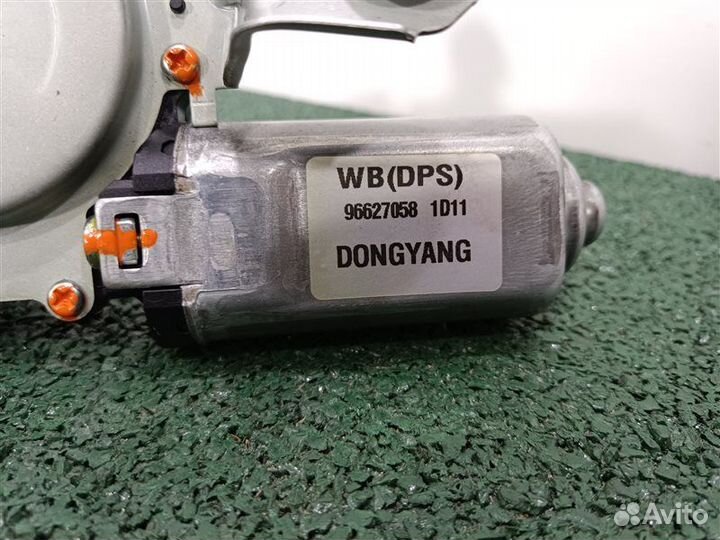 WB(DPS)
96627058 1D11
DONGYANG
Avito